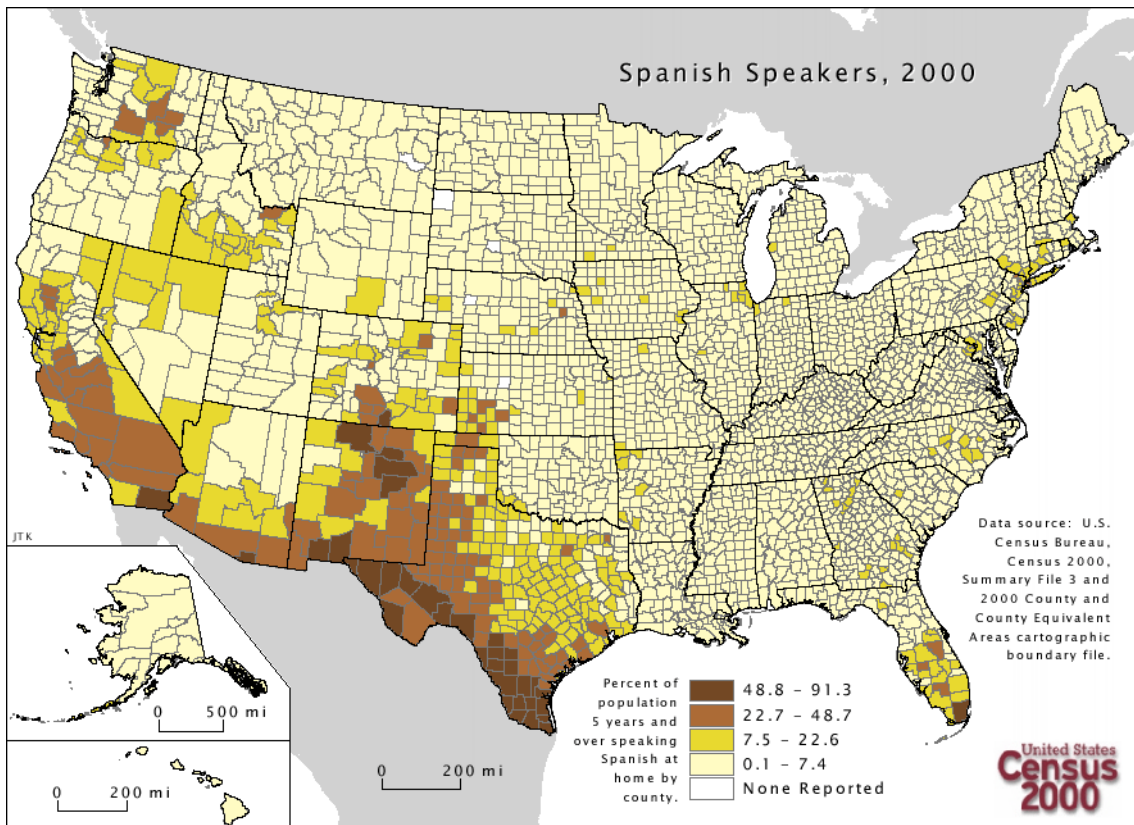 Spanish Speakers, 2000
JTK
Data source: U.S.
Census Bureau,
Census 2000,
Summary File 3 and
2000 County and
County Equivalent
Areas cartographic
boundary file.
0 500 mi
0 200 mi
0 200 mi
Percent of
population
5 years and
over speaking
Spanish at
home by
county.
48.8 – 91.3
22.7 – 48.7
7.5 – 22.6
0.1 – 7.4
None Reported
United States
Census
2000